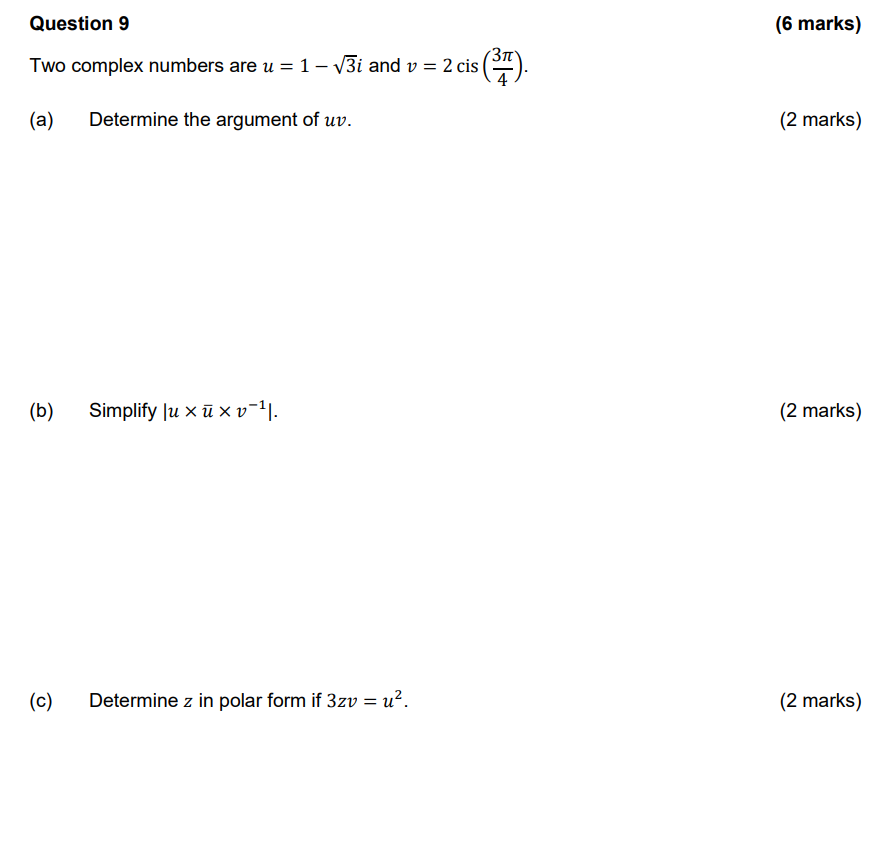 Question 9 (6 marks)
Two complex numbers are u = 1 − √3i and v = 2 cis(3π/4).
(a) Determine the argument of uv. (2 marks)
(b) Simplify |u × ū × v⁻¹|. (2 marks)
(c) Determine z in polar form if 3zv = u². (2 marks)